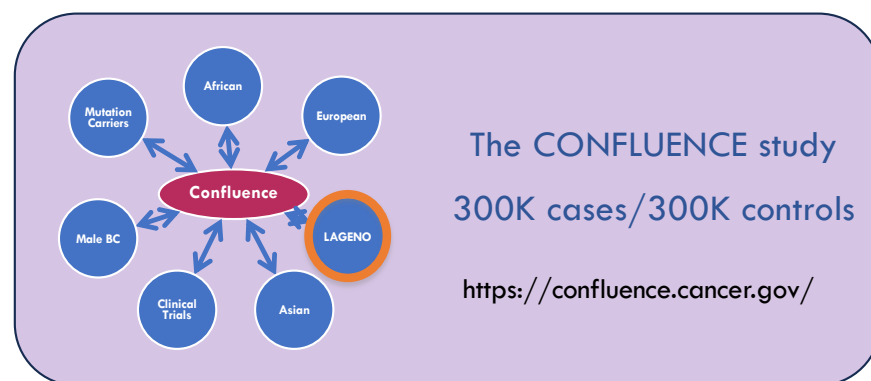 African
Mutation
Carriers
European
Confluence
LAGENO
Male BC
Clinical
Trials
Asian
The CONFLUENCE study
300K cases/300K controls
https://confluence.cancer.gov/